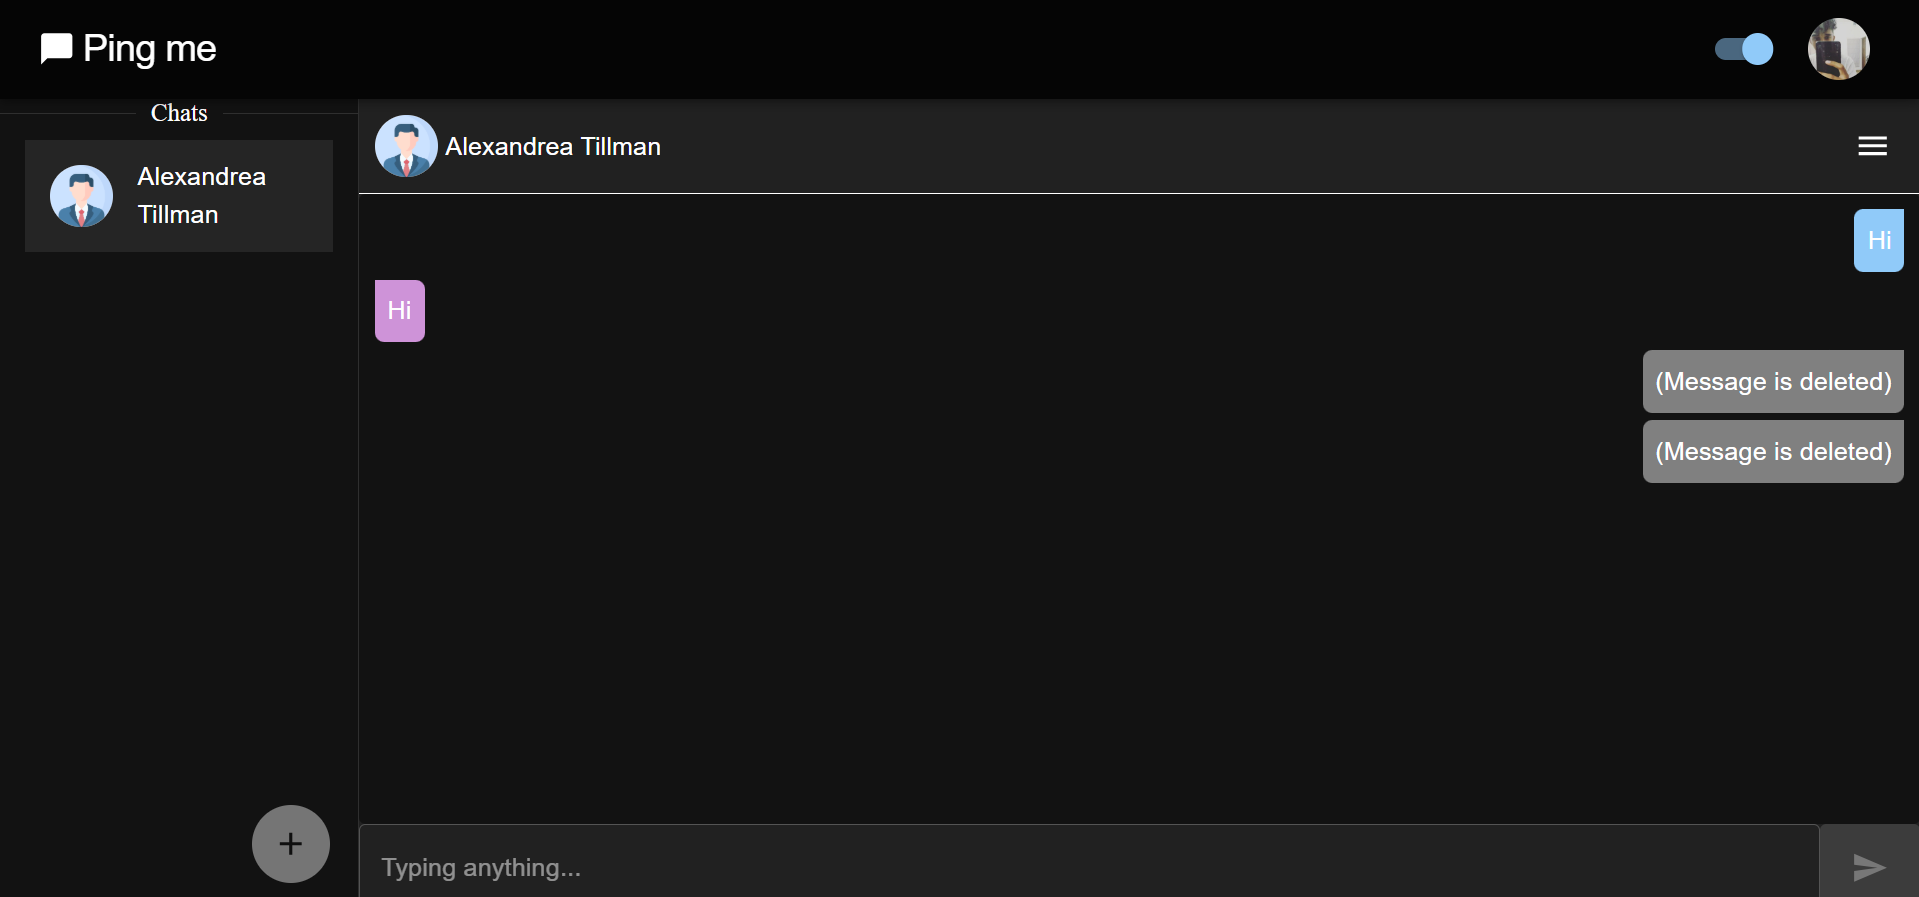 Ping me
Chats
Alexandrea
Tillman
Alexandrea Tillman
Hi
Hi
(Message is deleted)
(Message is deleted)
Typing anything...